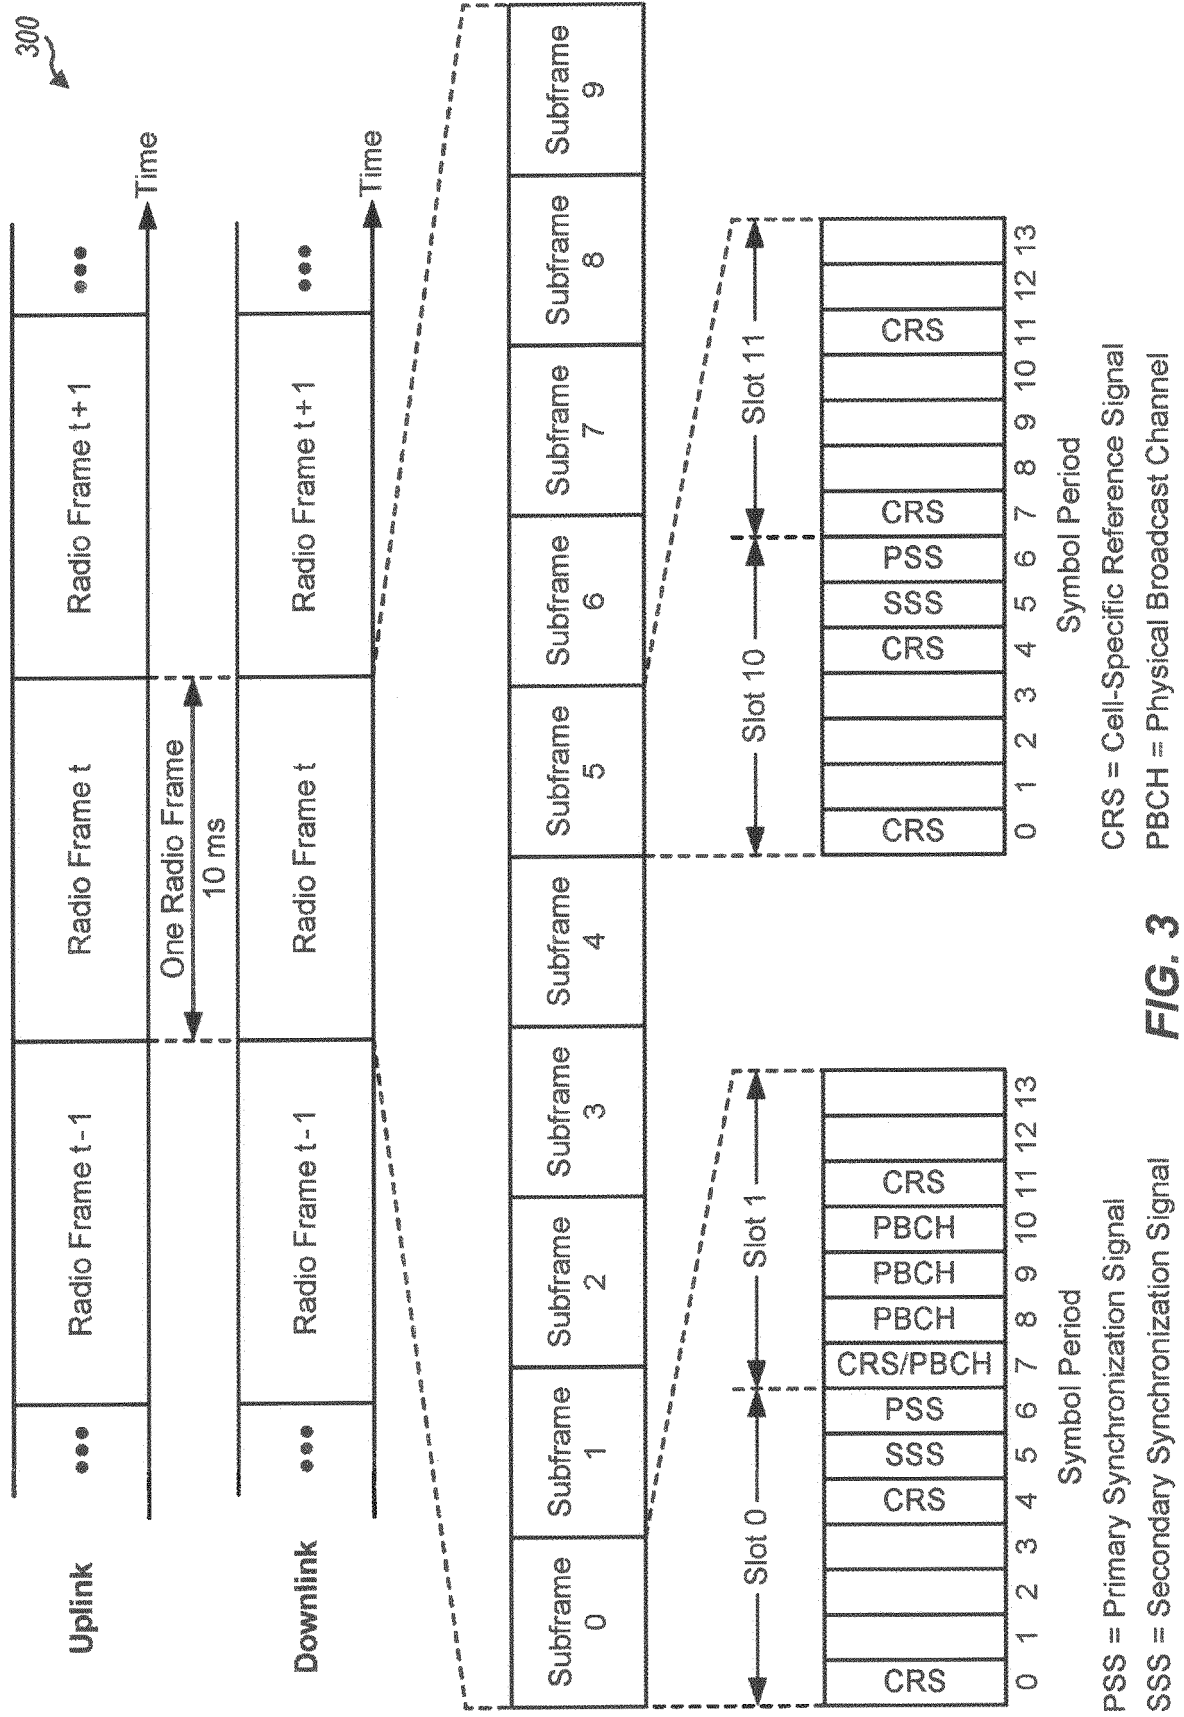 300
Uplink
•••
Radio Frame t - 1
Radio Frame t
Radio Frame t + 1
•••
Time
One Radio Frame
10 ms
Downlink
•••
Radio Frame t - 1
Radio Frame t
Radio Frame t + 1
•••
Time
Subframe 0
Subframe 1
Subframe 2
Subframe 3
Subframe 4
Subframe 5
Subframe 6
Subframe 7
Subframe 8
Subframe 9
Slot 0
Slot 1
CRS
CRS
SSS
PSS
CRS/PBCH
PBCH
PBCH
PBCH
CRS
0 1 2 3 4 5 6 7 8 9 10 11 12 13
Symbol Period
Slot 10
Slot 11
CRS
CRS
SSS
PSS
CRS
CRS
0 1 2 3 4 5 6 7 8 9 10 11 12 13
Symbol Period
PSS = Primary Synchronization Signal
SSS = Secondary Synchronization Signal
CRS = Cell-Specific Reference Signal
PBCH = Physical Broadcast Channel
FIG. 3